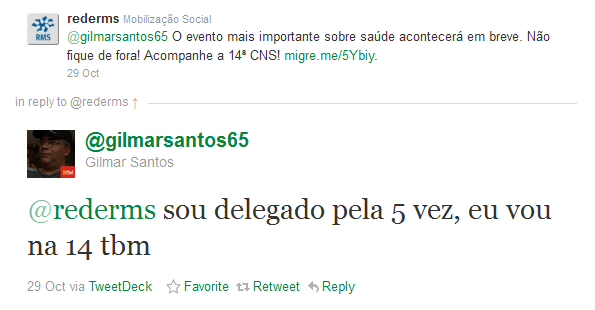 rederms Mobilização Social
RMS
@gilmarsantos65 O evento mais importante sobre saúde acontecerá em breve. Não
fique de fora! Acompanhe a 14ª CNS! migre.me/5Ybiy.
29 Oct
in reply to @rederms ↑
@gilmarsantos65
Gilmar Santos
@rederms sou delegado pela 5 vez, eu vou
na 14 tbm
29 Oct via TweetDeck Favorite Retweet Reply